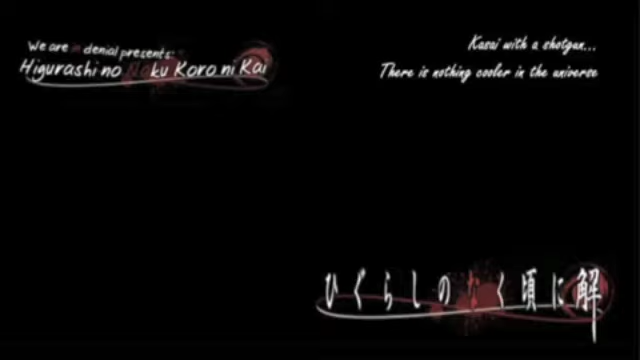 We are in denial presents:
Higurashi no Naku Koro ni Kai
Kasai with a shotgun...
There is nothing cooler in the universe
ひぐらしのなく頃に解